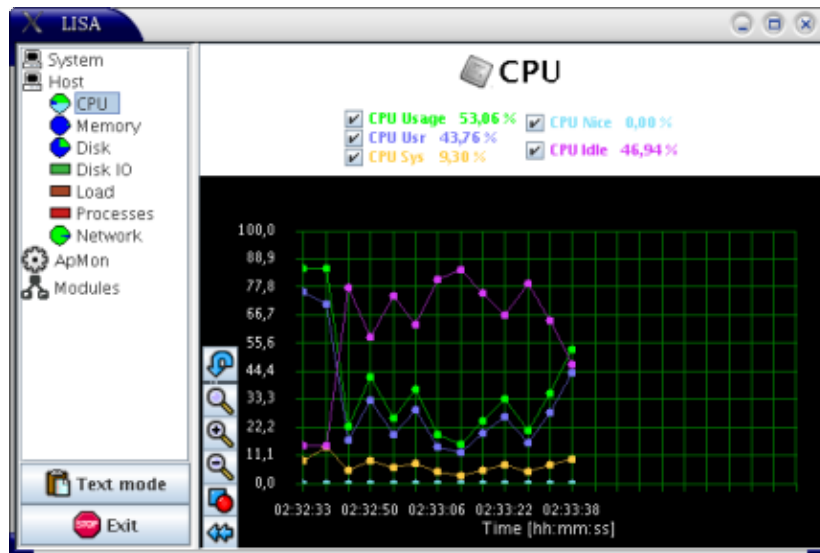 LISA
System
Host
CPU
Memory
Disk
Disk IO
Load
Processes
Network
ApMon
Modules
Text mode
STOP Exit
CPU
CPU Usage 53,06 % CPU Nice 0,00 %
CPU Usr 43,76 %
CPU Sys 9,30 % CPU Idle 46,94 %
100,0
88,9
77,8
66,7
55,6
44,4
33,3
22,2
11,1
0,0
02:32:33 02:32:50 02:33:06 02:33:22 02:33:38
Time [hh:mm:ss]